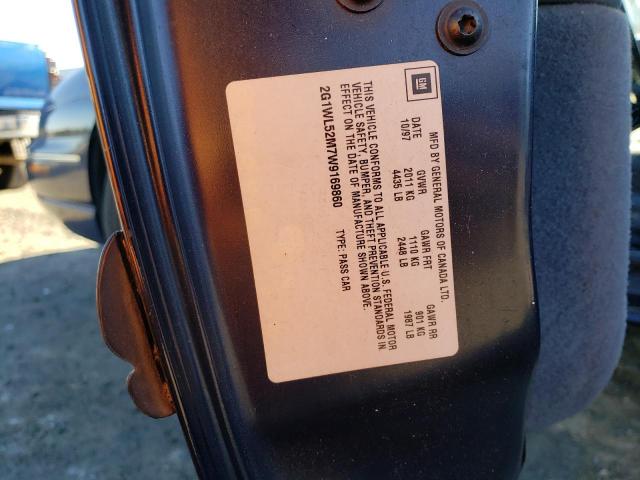 GM
MFD BY GENERAL MOTORS OF CANADA LTD.
DATE GVWR GAWR FRT GAWR RR
10/97 2011 KG 1110 KG 901 KG
4435 LB 2448 LB 1987 LB
THIS VEHICLE CONFORMS TO ALL APPLICABLE U.S. FEDERAL MOTOR
VEHICLE SAFETY, BUMPER, AND THEFT PREVENTION STANDARDS IN
EFFECT ON THE DATE OF MANUFACTURE SHOWN ABOVE.
2G1WL52M7W9169860 TYPE: PASS CAR